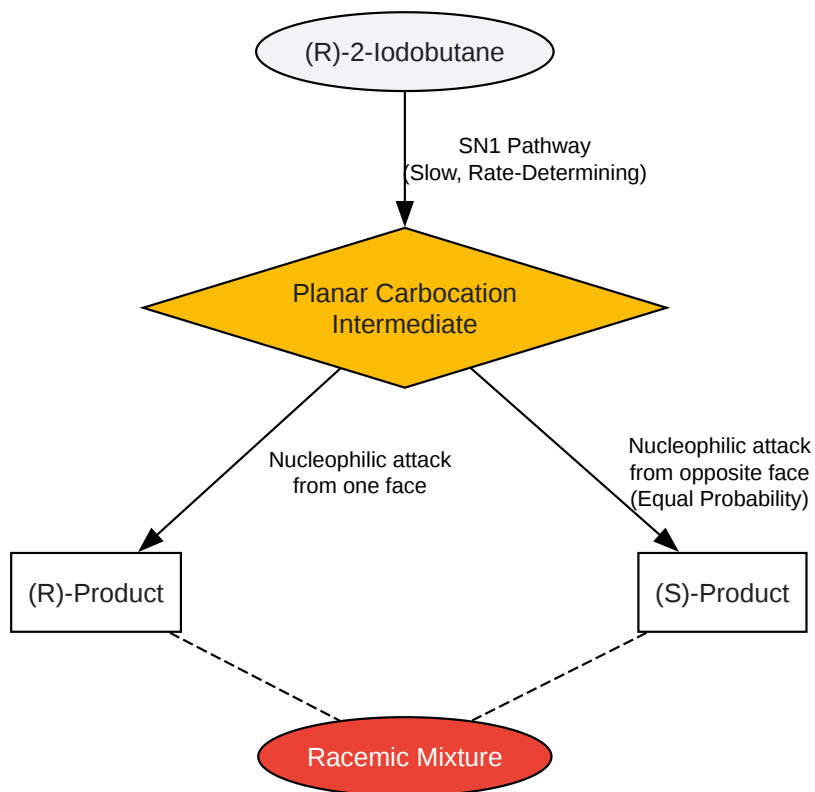 (R)-2-Iodobutane
SN1 Pathway
(Slow, Rate-Determining)
Planar Carbocation
Intermediate
Nucleophilic attack
from one face
Nucleophilic attack
from opposite face
(Equal Probability)
(R)-Product
(S)-Product
Racemic Mixture